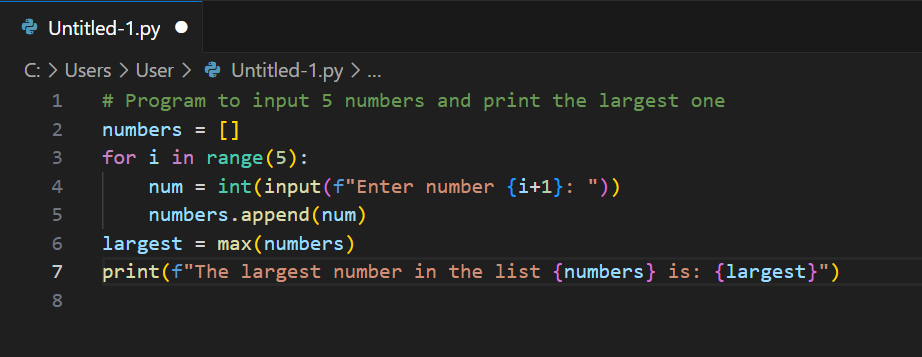 Untitled-1.py
C: > Users > User > Untitled-1.py > ...
1 # Program to input 5 numbers and print the largest one
2 numbers = []
3 for i in range(5):
4     num = int(input(f"Enter number {i+1}: "))
5     numbers.append(num)
6 largest = max(numbers)
7 print(f"The largest number in the list {numbers} is: {largest}")
8